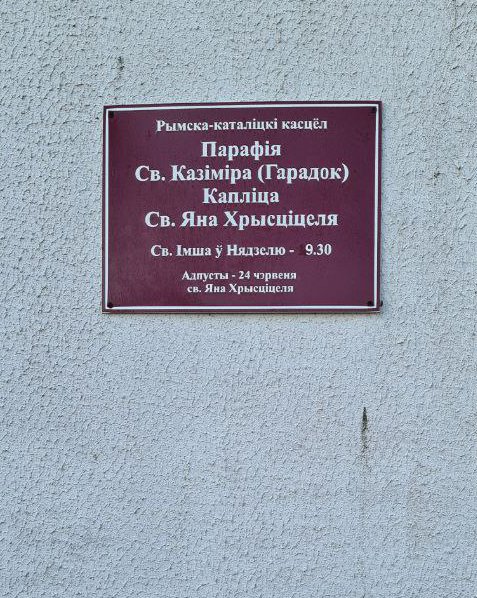 Рымска-каталіцкі касцёл
Парафія
Св. Казіміра (Гарадок)
Капліца
Св. Яна Хрысціцеля
Св. Імша ў Нядзелю - 9.30
Адпусты - 24 чэрвеня
св. Яна Хрысціцеля